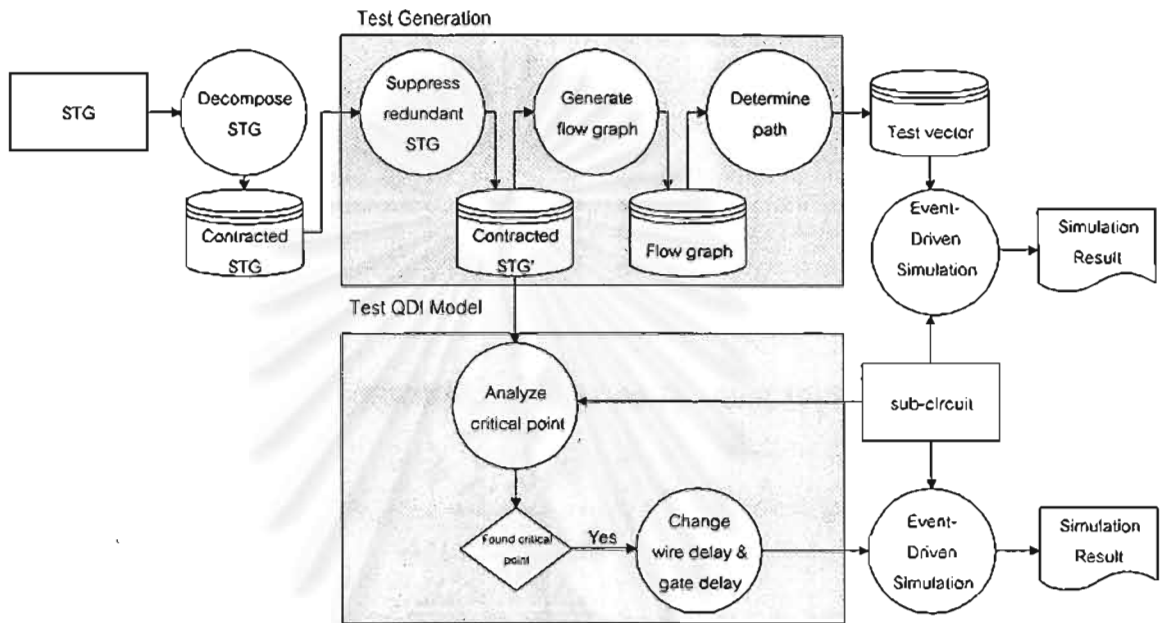 Test Generation
STG
Decompose
STG
Contracted
STG
Suppress
redundant
STG
Contracted
STG'
Generate
flow graph
Flow graph
Determine
path
Test vector
Event-
Driven
Simulation
Simulation
Result
Test QDI Model
Analyze
critical point
sub-circuit
Found critical
point
Yes
Change
wire delay &
gate delay
Event-
Driven
Simulation
Simulation
Result